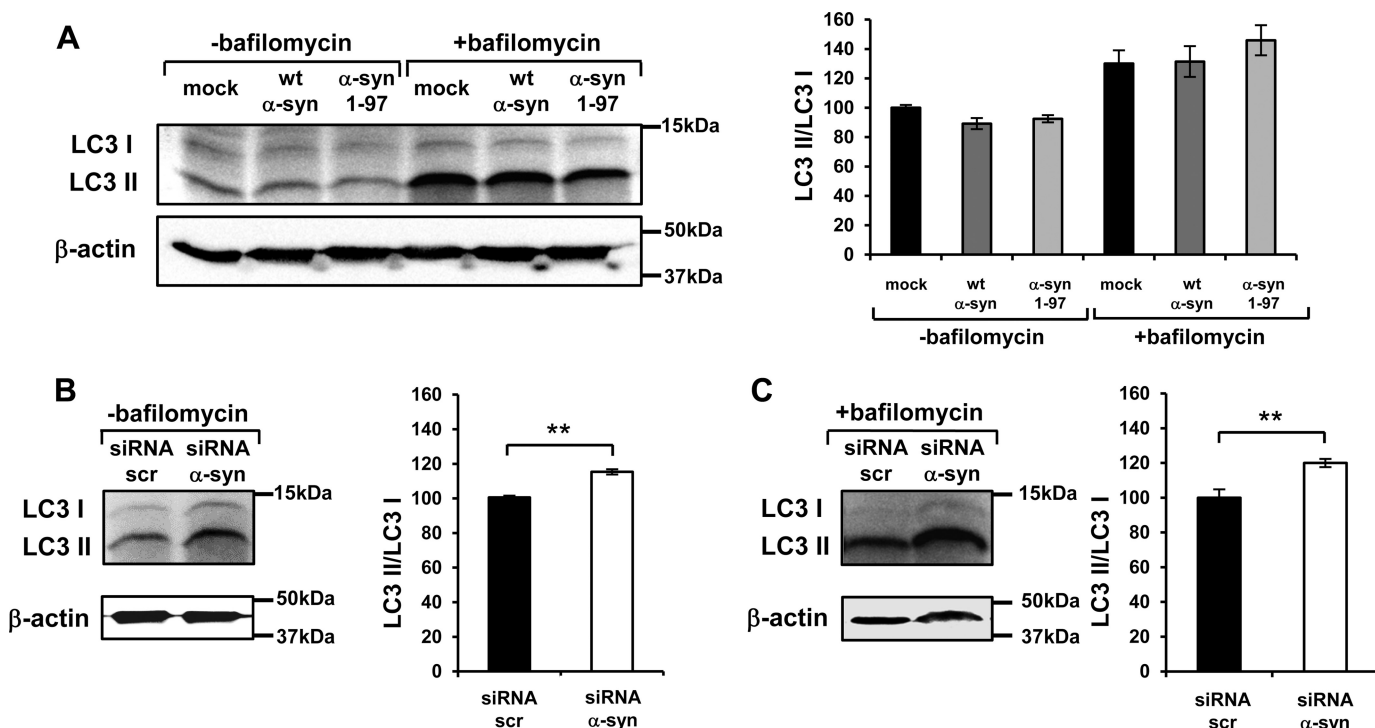 A
-bafilomycin +bafilomycin
mock wt α-syn α-syn 1-97 mock wt α-syn α-syn 1-97
LC3 I
LC3 II
15kDa
β-actin
50kDa
37kDa
LC3 II/LC3 I
160
140
120
100
80
60
40
20
0
mock wt α-syn α-syn 1-97 mock wt α-syn α-syn 1-97
-bafilomycin +bafilomycin
B
-bafilomycin
siRNA siRNA
scr α-syn
LC3 I
LC3 II
15kDa
β-actin
50kDa
37kDa
LC3 II/LC3 I
160
140
120
100
80
60
40
20
0
**
siRNA siRNA
scr α-syn
C
+bafilomycin
siRNA siRNA
scr α-syn
LC3 I
LC3 II
15kDa
β-actin
50kDa
37kDa
LC3 II/LC3 I
160
140
120
100
80
60
40
20
0
**
siRNA siRNA
scr α-syn